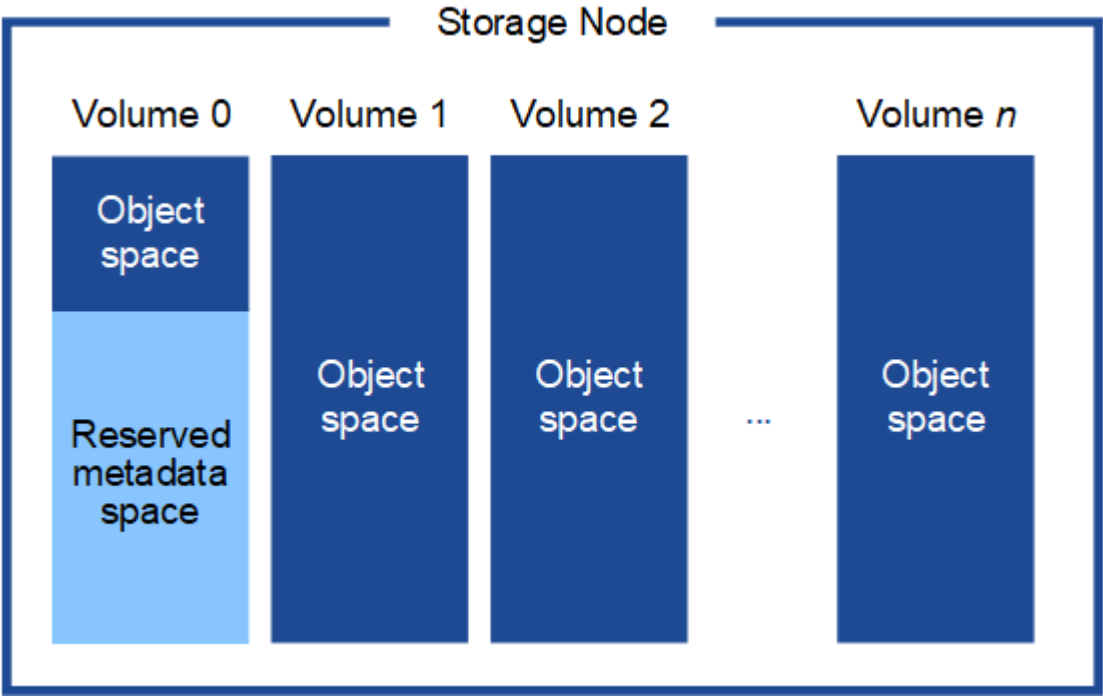 Storage Node
Volume 0
Volume 1
Volume 2
Volume n
Object
space
Reserved
metadata
space
Object
space
Object
space
...
Object
space